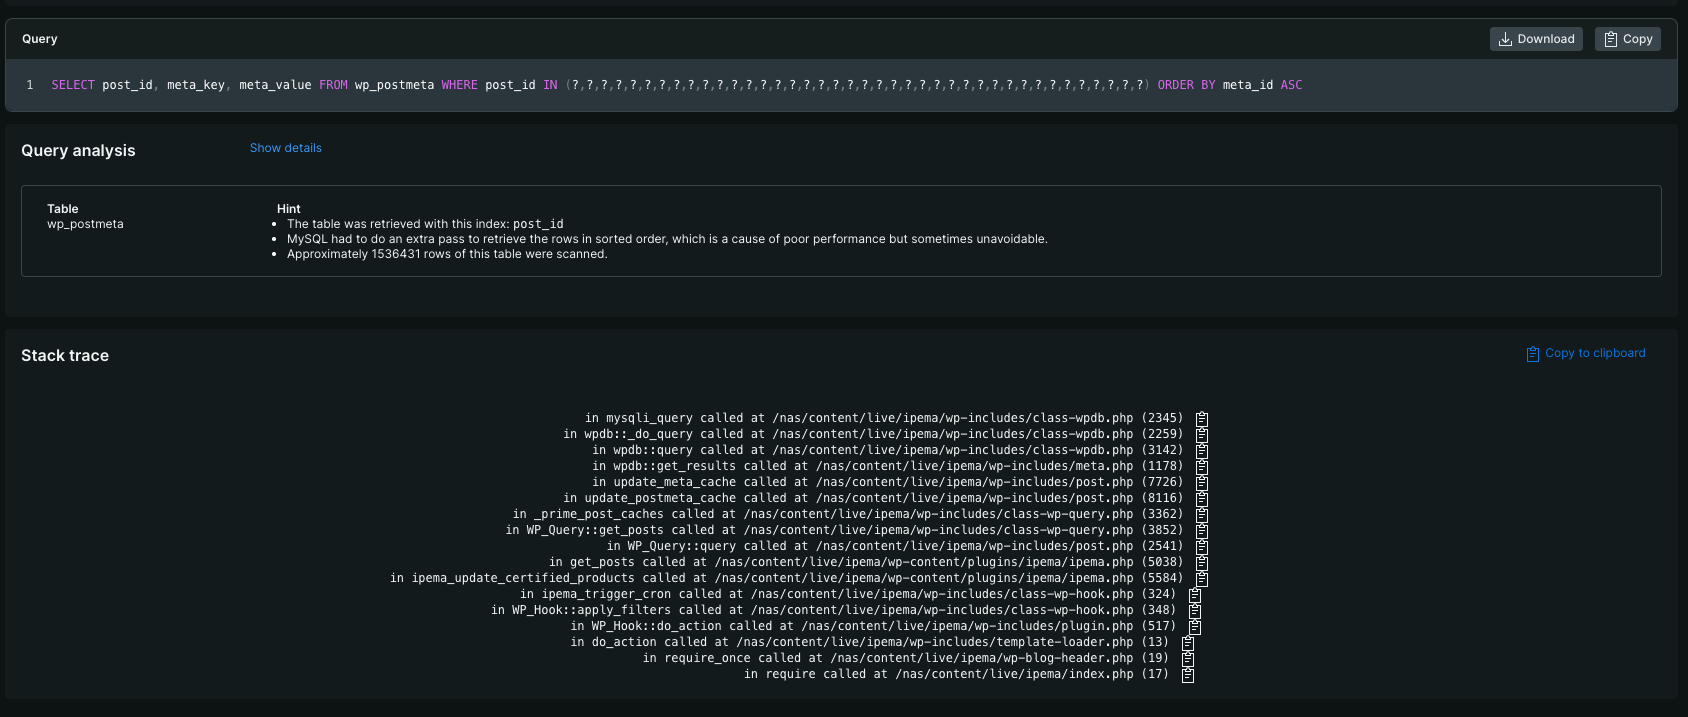 Query
Download
Copy
1 SELECT post_id, meta_key, meta_value FROM wp_postmeta WHERE post_id IN (?,?,?,?,?,?,?,?,?,?,?,?,?,?,?,?,?,?,?,?,?,?,?,?,?,?,?,?,?,?,?,?,?,?,?,?,?,?,?,?) ORDER BY meta_id ASC
Query analysis
Show details
Table
wp_postmeta
Hint
• The table was retrieved with this index: post_id
• MySQL had to do an extra pass to retrieve the rows in sorted order, which is a cause of poor performance but sometimes unavoidable.
• Approximately 1536431 rows of this table were scanned.
Stack trace
Copy to clipboard
in mysqli_query called at /nas/content/live/ipema/wp-includes/class-wpdb.php (2345)
in wpdb::_do_query called at /nas/content/live/ipema/wp-includes/class-wpdb.php (2259)
in wpdb::query called at /nas/content/live/ipema/wp-includes/class-wpdb.php (3142)
in wpdb::get_results called at /nas/content/live/ipema/wp-includes/meta.php (1178)
in update_meta_cache called at /nas/content/live/ipema/wp-includes/post.php (7726)
in update_postmeta_cache called at /nas/content/live/ipema/wp-includes/post.php (8116)
in _prime_post_caches called at /nas/content/live/ipema/wp-includes/class-wp-query.php (3362)
in WP_Query::get_posts called at /nas/content/live/ipema/wp-includes/class-wp-query.php (3852)
in WP_Query::query called at /nas/content/live/ipema/wp-includes/post.php (2541)
in get_posts called at /nas/content/live/ipema/wp-content/plugins/ipema/ipema.php (5038)
in ipema_update_certified_products called at /nas/content/live/ipema/wp-content/plugins/ipema/ipema.php (5584)
in ipema_trigger_cron called at /nas/content/live/ipema/wp-includes/class-wp-hook.php (324)
in WP_Hook::apply_filters called at /nas/content/live/ipema/wp-includes/class-wp-hook.php (348)
in WP_Hook::do_action called at /nas/content/live/ipema/wp-includes/plugin.php (517)
in do_action called at /nas/content/live/ipema/wp-includes/template-loader.php (13)
in require_once called at /nas/content/live/ipema/wp-blog-header.php (19)
in require called at /nas/content/live/ipema/index.php (17)